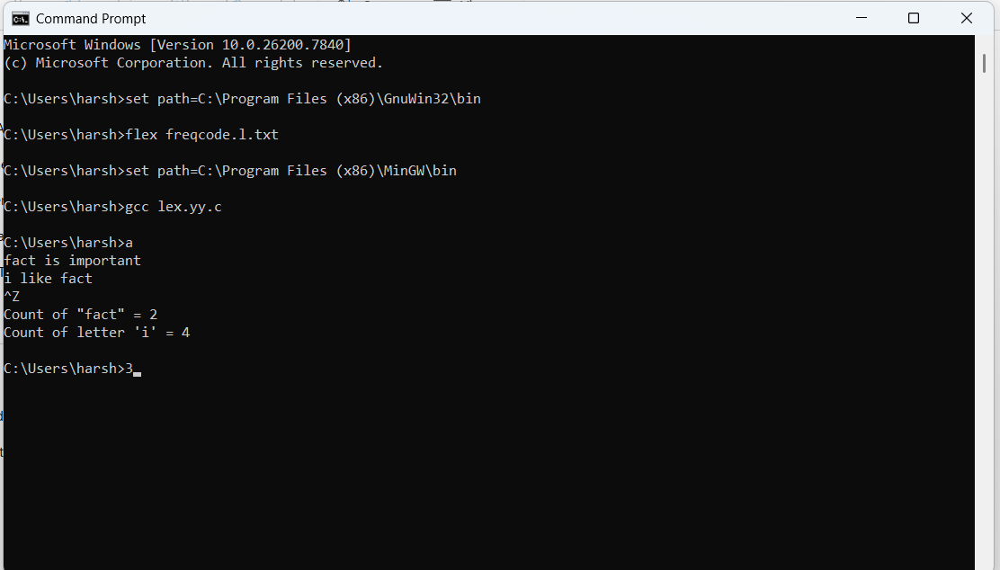 Command Prompt
Microsoft Windows [Version 10.0.26200.7840]
(c) Microsoft Corporation. All rights reserved.
C:\Users\harsh>set path=C:\Program Files (x86)\GnuWin32\bin
C:\Users\harsh>flex freqcode.l.txt
C:\Users\harsh>set path=C:\Program Files (x86)\MinGW\bin
C:\Users\harsh>gcc lex.yy.c
C:\Users\harsh>a
fact is important
i like fact
^Z
Count of "fact" = 2
Count of letter 'i' = 4
C:\Users\harsh>3